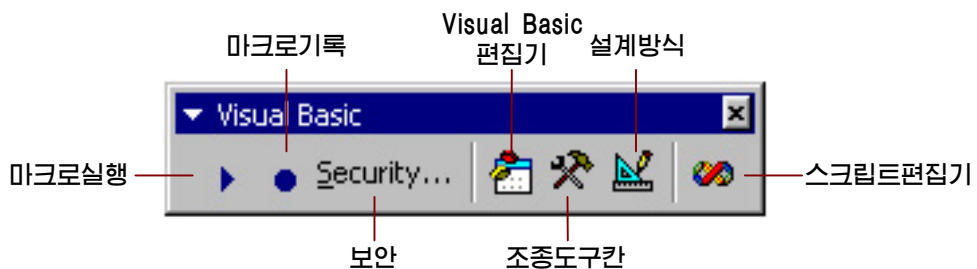 Visual Basic
편집기
마크로기록
설계방식
Visual Basic
마크로실행
Security...
스크립트편집기
보안
조종도구칸